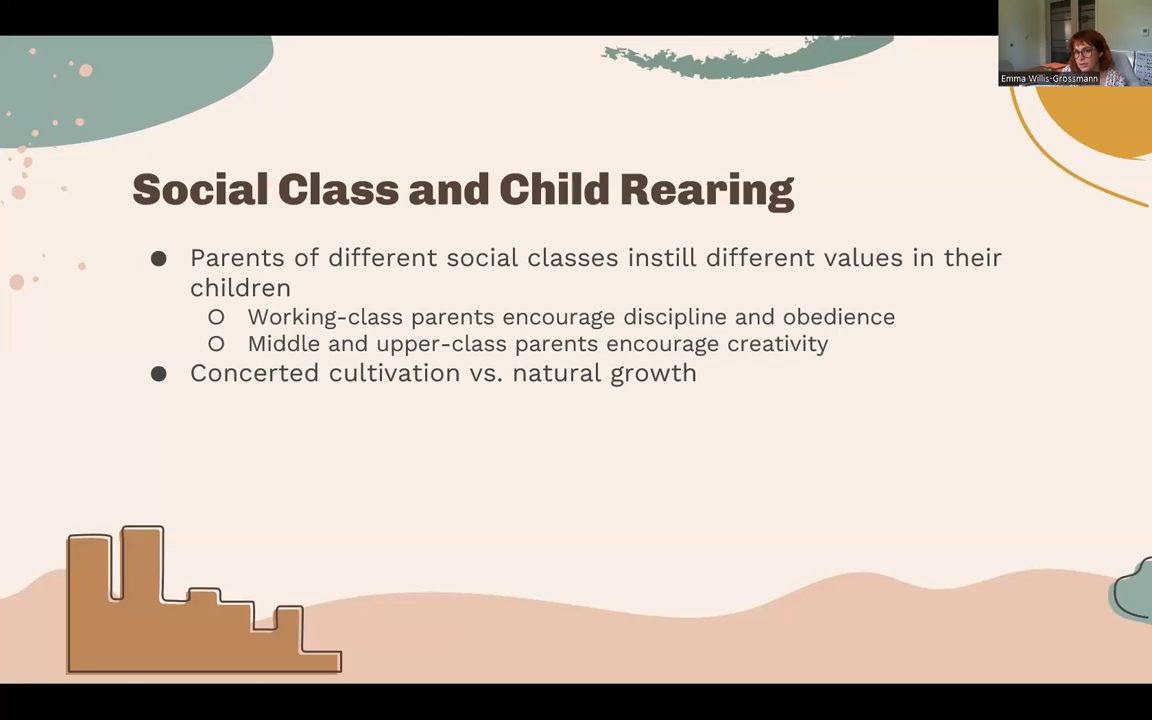 Emma Willis-Grossmann
Social Class and Child Rearing
● Parents of different social classes instill different values in their
children
○ Working-class parents encourage discipline and obedience
○ Middle and upper-class parents encourage creativity
● Concerted cultivation vs. natural growth